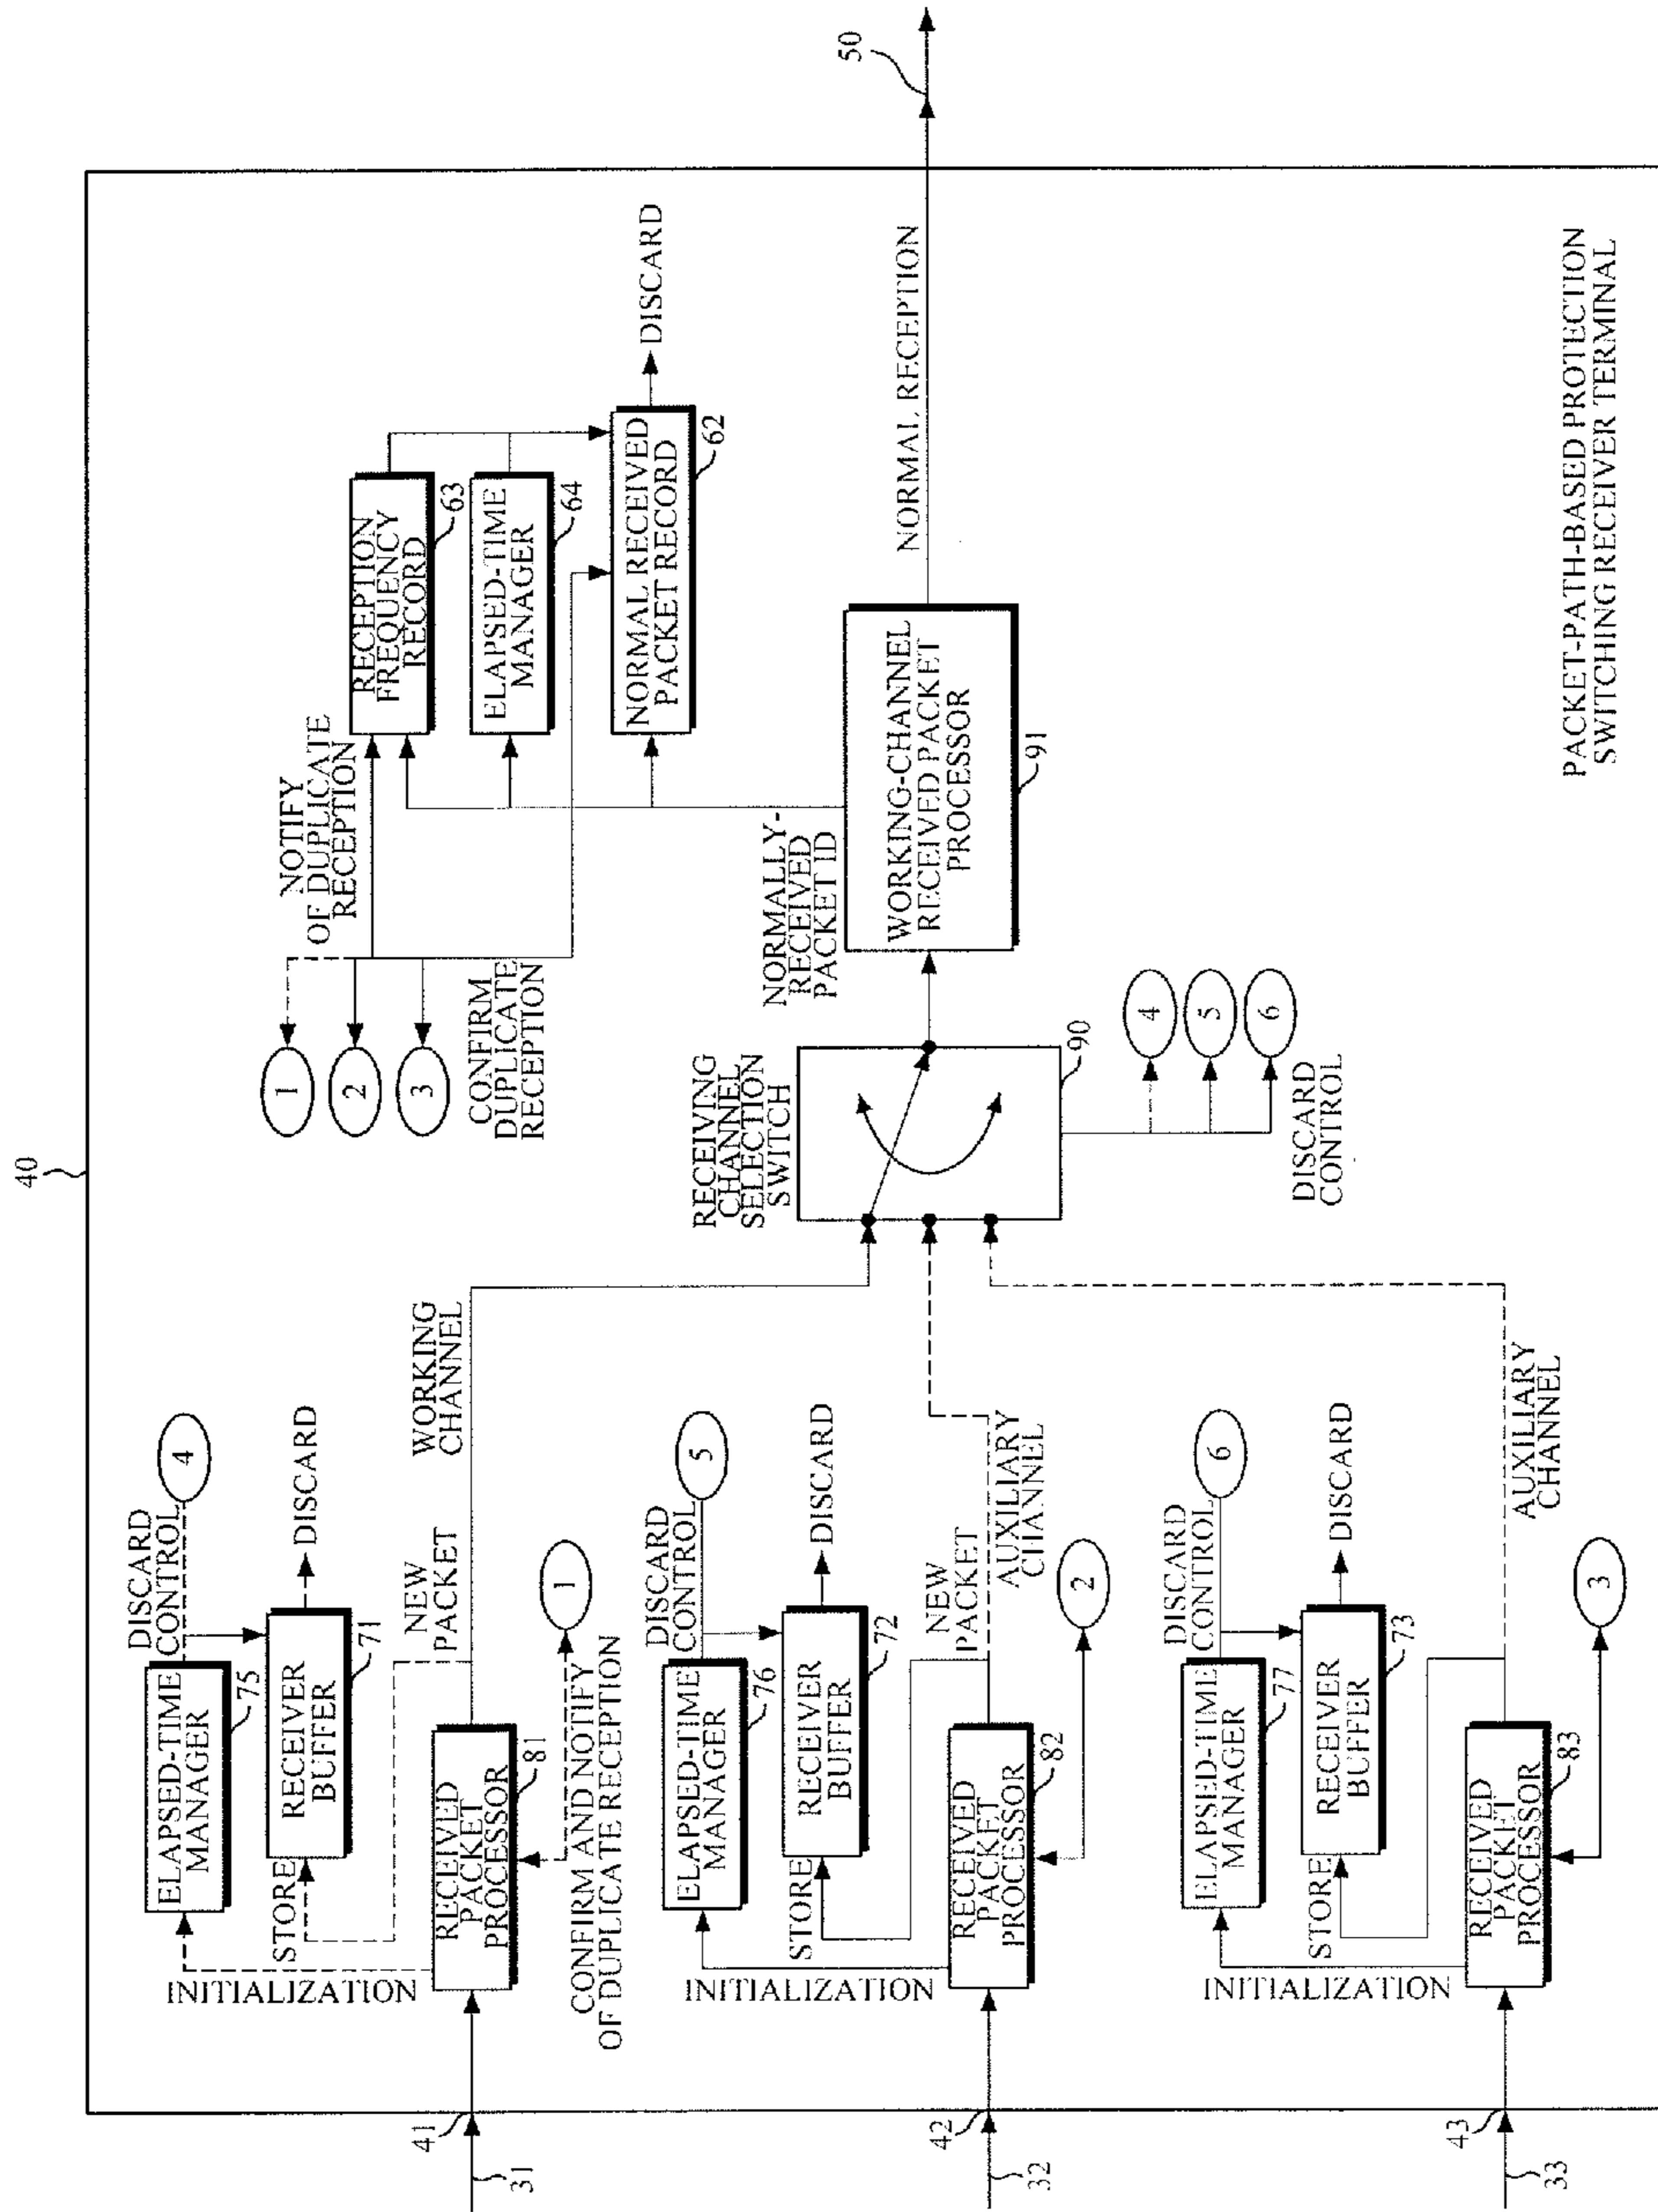 40
DISCARD
CONTROL
4
ELAPSED-TIME
MANAGER
75
STORE
RECEIVER
BUFFER
71
DISCARD
INITIALIZATION
NEW
PACKET
WORKING
CHANNEL
31
41
RECEIVED
PACKET
PROCESSOR
81
1
CONFIRM AND NOTIFY
OF DUPLICATE RECEPTION
DISCARD
CONTROL
5
ELAPSED-TIME
MANAGER
76
STORE
RECEIVER
BUFFER
72
DISCARD
INITIALIZATION
NEW
PACKET
AUXILIARY
CHANNEL
32
42
RECEIVED
PACKET
PROCESSOR
82
2
DISCARD
CONTROL
6
ELAPSED-TIME
MANAGER
77
STORE
RECEIVER
BUFFER
73
DISCARD
INITIALIZATION
AUXILIARY
CHANNEL
33
43
RECEIVED
PACKET
PROCESSOR
83
3
RECEIVING
CHANNEL
SELECTION
SWITCH
90
4
5
6
DISCARD
CONTROL
1
2
3
CONFIRM
DUPLICATE
RECEPTION
NOTIFY
OF DUPLICATE
RECEPTION
RECEPTION
FREQUENCY
RECORD
63
ELAPSED-TIME
MANAGER
64
NORMAL RECEIVED
PACKET RECORD
62
DISCARD
NORMALLY-
RECEIVED
PACKET ID
WORKING-CHANNEL
RECEIVED PACKET
PROCESSOR
91
NORMAL RECEPTION
50
PACKET-PATH-BASED PROTECTION
SWITCHING RECEIVER TERMINAL